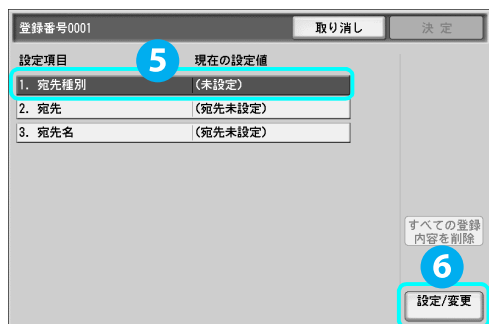 登録番号0001 取り消し 決 定
設定項目 5 現在の設定値
1. 宛先種別 (未設定)
2. 宛先 (宛先未設定)
3. 宛先名 (宛先未設定)
すべての登録
内容を削除
6
設定/変更